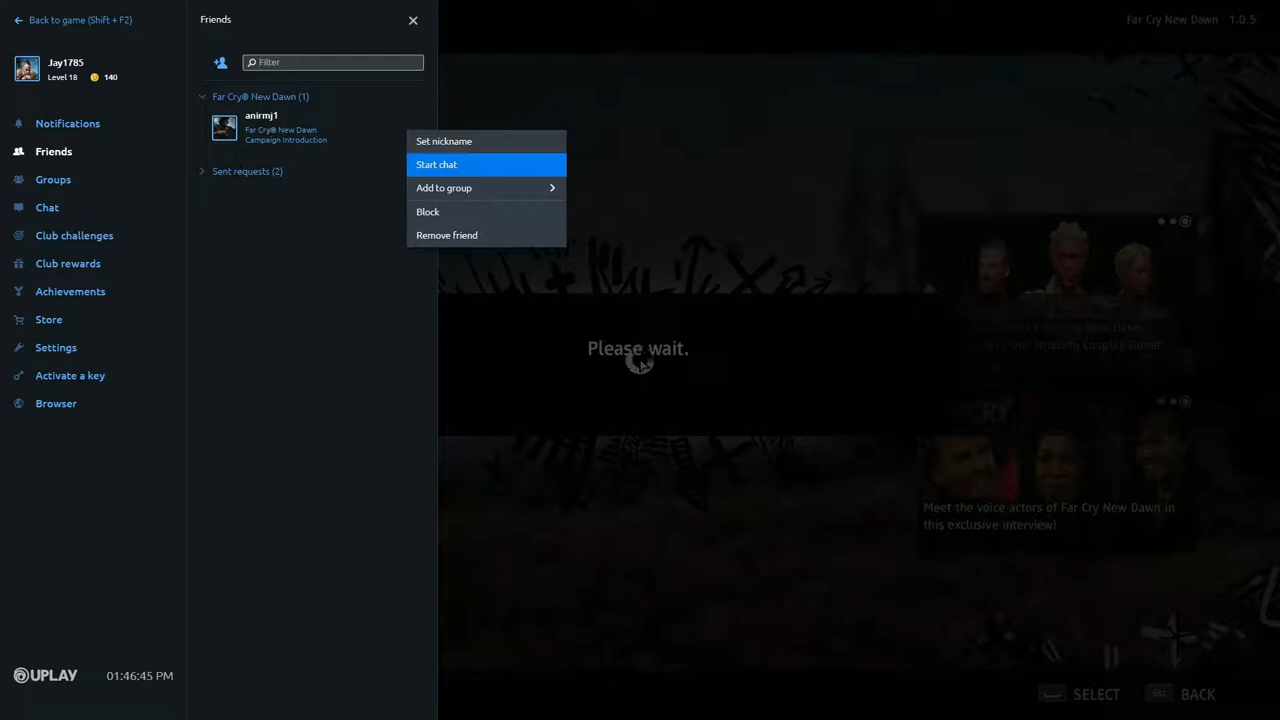 Back to game (Shift + F2)
Jay1785
Level 18 140
Notifications
Friends
Groups
Chat
Club challenges
Club rewards
Achievements
Store
Settings
Activate a key
Browser
UPLAY 01:46:45 PM
Friends
Filter
Far Cry® New Dawn (1)
anirmj1
Far Cry® New Dawn
Campaign Introduction
Sent requests (2)
Set nickname
Start chat
Add to group
Block
Remove friend
Far Cry New Dawn 1.0.5
Please wait.
Meet the voice actors of Far Cry New Dawn in
this exclusive interview!
SELECT Esc BACK